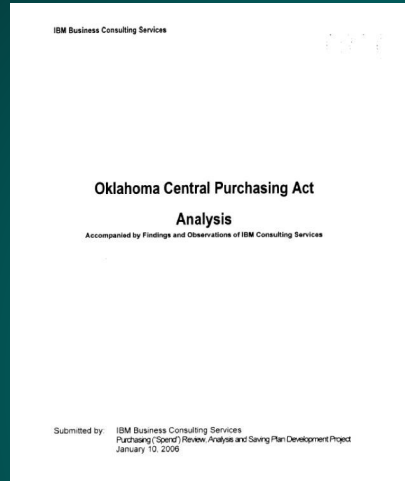 IBM Business Consulting Services
Oklahoma Central Purchasing Act
Analysis
Accompanied by Findings and Observations of IBM Consulting Services
Submitted by: IBM Business Consulting Services
Purchasing ("Spend") Review, Analysis and Saving Plan Development Project
January 10, 2006